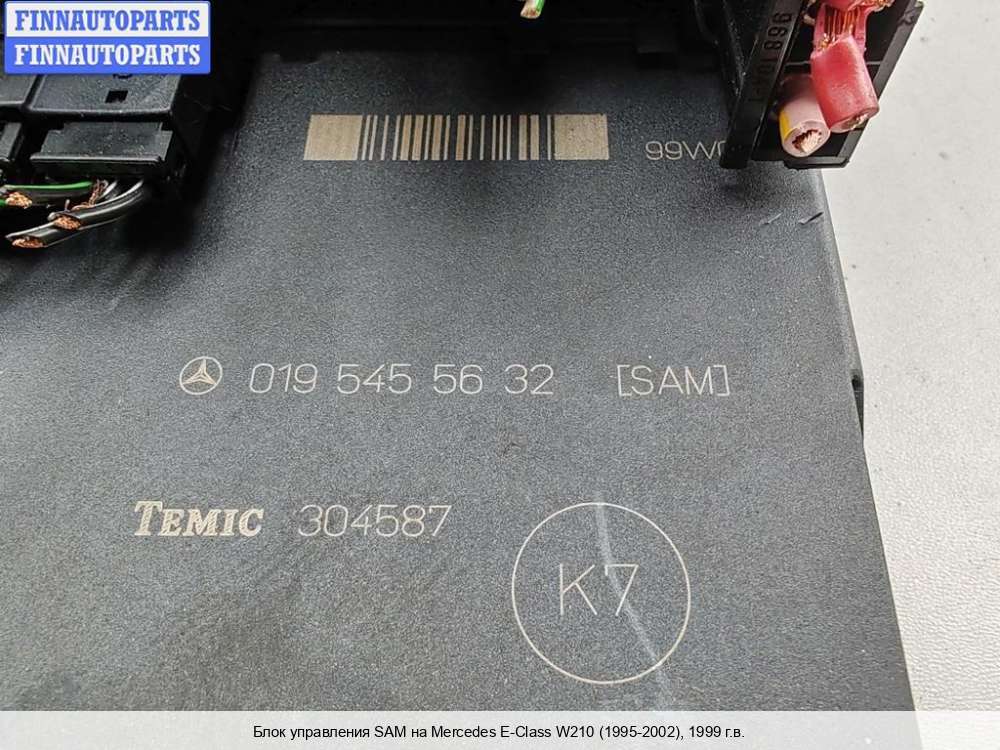 FINNAUTOPARTS
FINNAUTOPARTS
019 545 56 32 [SAM]
TEMIC 304587
K7
Блок управления SAM на Mercedes E-Class W210 (1995-2002), 1999 г.в.